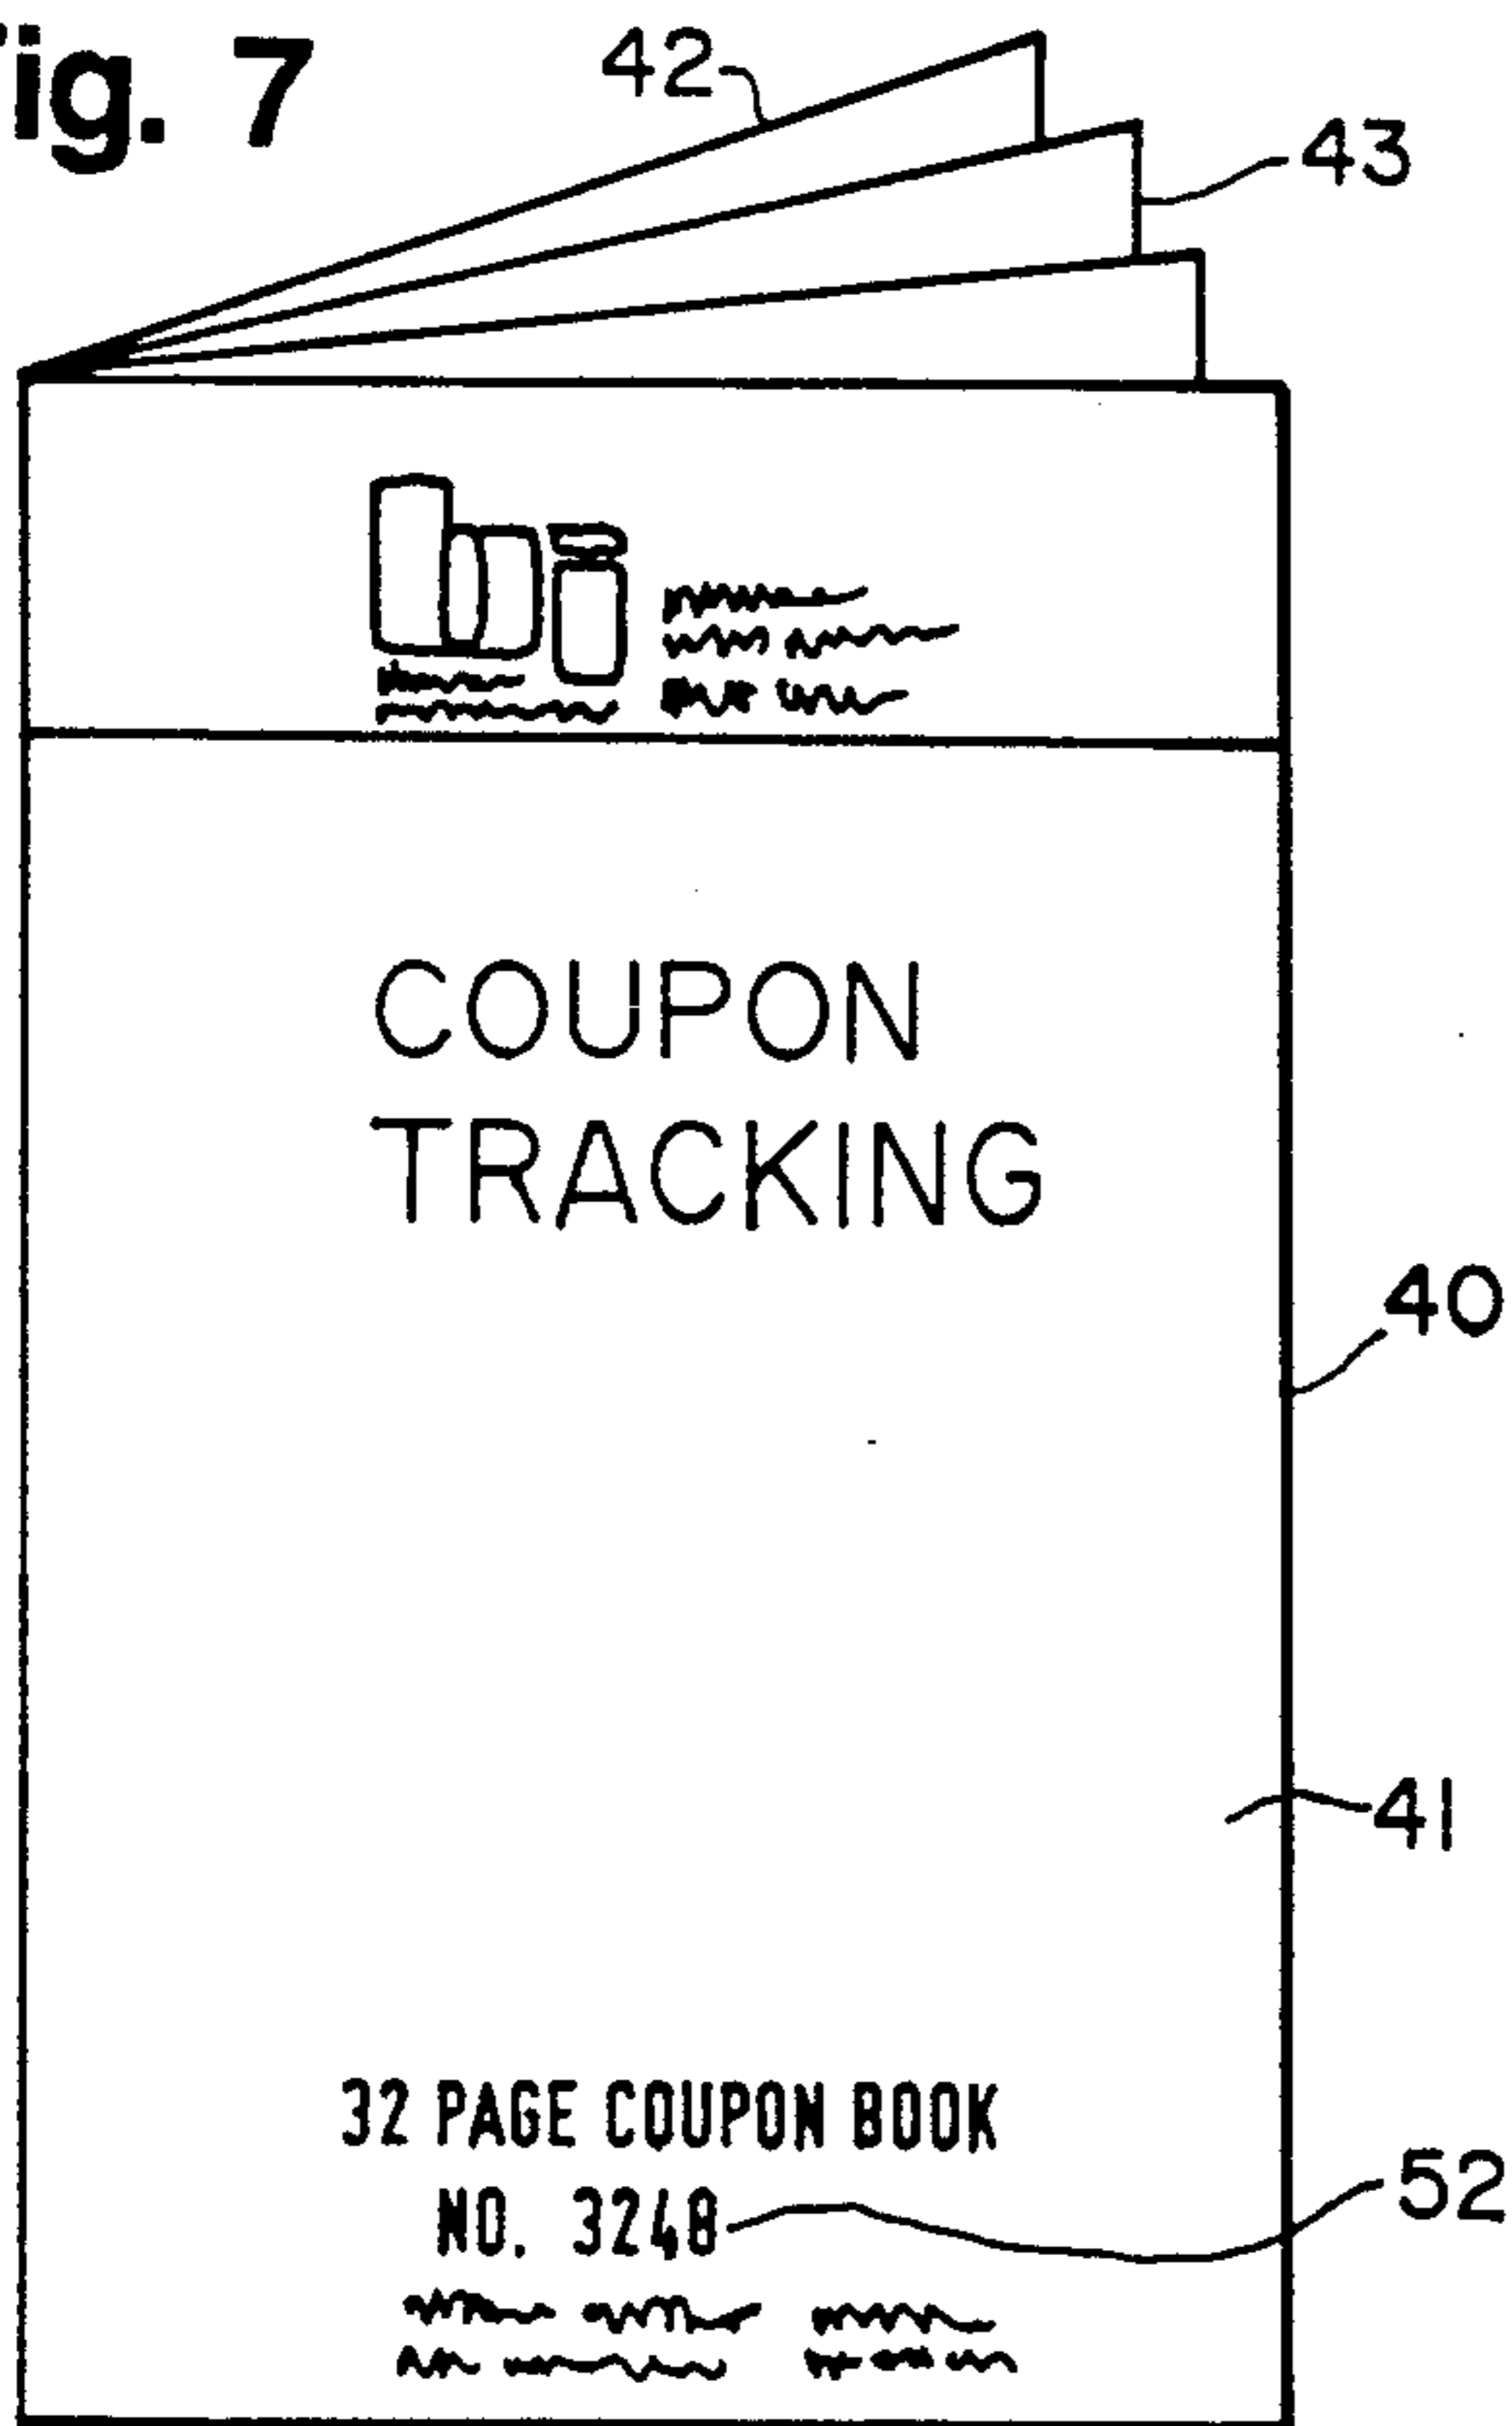 ig. 7
42
43
COUPON
TRACKING
40
41
32 PAGE COUPON BOOK
NO. 3248
52